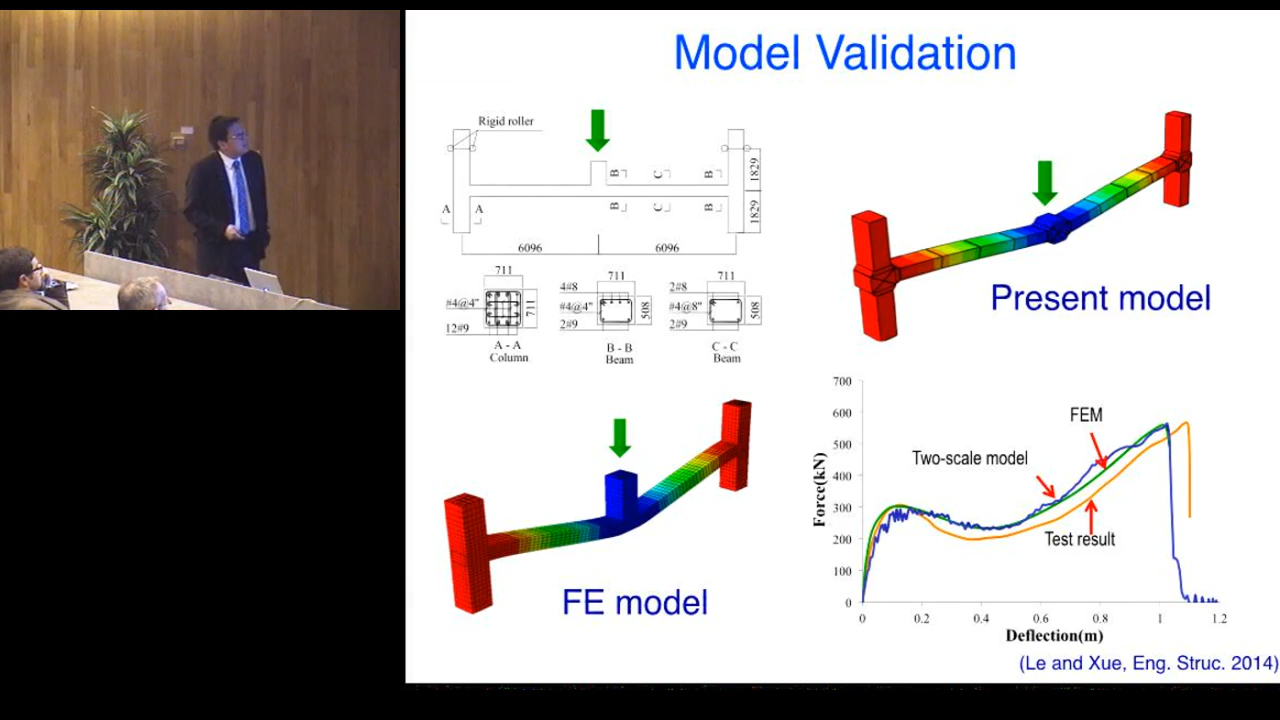 Model Validation
Rigid roller
B
C
B
1829
A
A
B
C
B
1829
6096
6096
711
711
711
4#8
2#8
#4@4"
711
#4@4"
508
#4@8"
508
12#9
2#9
2#9
A - A
Column
B - B
Beam
C - C
Beam
Present model
FE model
700
600
500
400
300
200
100
0
Force(kN)
FEM
Two-scale model
Test result
0
0.2
0.4
0.6
0.8
1
1.2
Deflection(m)
(Le and Xue, Eng. Struc. 2014)